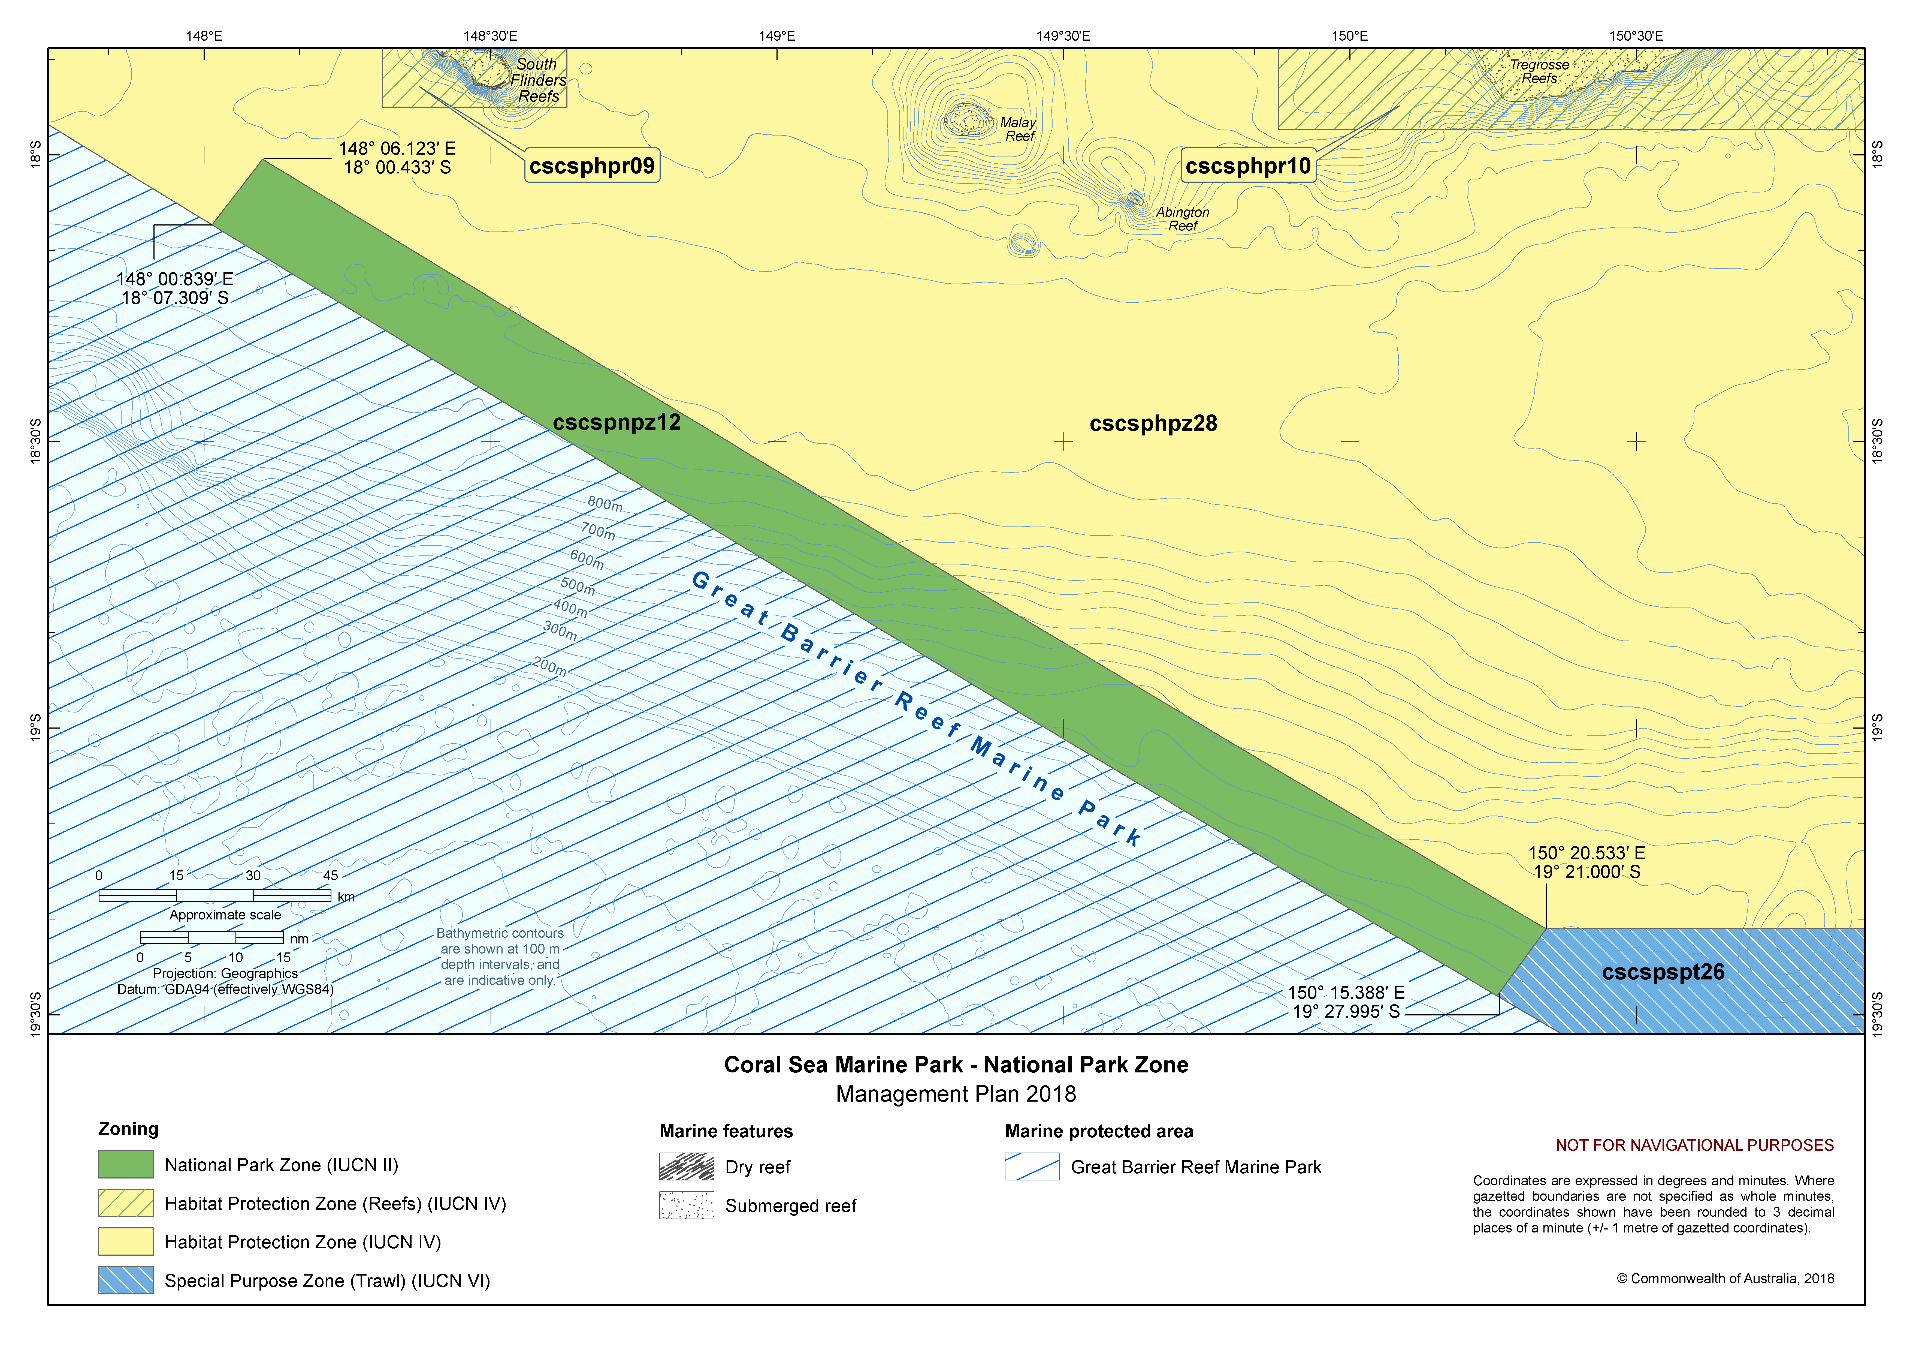 148°E 148°30'E 149°E 149°30'E 150°E 150°30'E
South
Flinders
Reefs
Tregrosse
Reefs
Malay
Reef
18°S
18°S
148° 06.123′ E
18° 00.433′ S
cscsphpr09
cscsphpr10
Abington
Reef
148° 00.839′ E
18° 07.309′ S
18°30'S
18°30'S
cscspnpz12
cscsphpz28
800m
700m
600m
500m
400m
300m
200m
Great Barrier Reef Marine Park
19°S
19°S
150° 20.533′ E
19° 21.000′ S
0 15 30 45
km
Approximate scale
nm
0 5 10 15
Projection: Geographics
Datum: GDA94 (effectively WGS84)
Bathymetric contours
are shown at 100 m
depth intervals, and
are indicative only.
cscspspt26
150° 15.388′ E
19° 27.995′ S
19°30'S
19°30'S
Coral Sea Marine Park - National Park Zone
Management Plan 2018
Zoning
National Park Zone (IUCN II)
Habitat Protection Zone (Reefs) (IUCN IV)
Habitat Protection Zone (IUCN IV)
Special Purpose Zone (Trawl) (IUCN VI)
Marine features
Dry reef
Submerged reef
Marine protected area
Great Barrier Reef Marine Park
NOT FOR NAVIGATIONAL PURPOSES
Coordinates are expressed in degrees and minutes. Where
gazetted boundaries are not specified as whole minutes,
the coordinates shown have been rounded to 3 decimal
places of a minute (+/- 1 metre of gazetted coordinates).
© Commonwealth of Australia, 2018